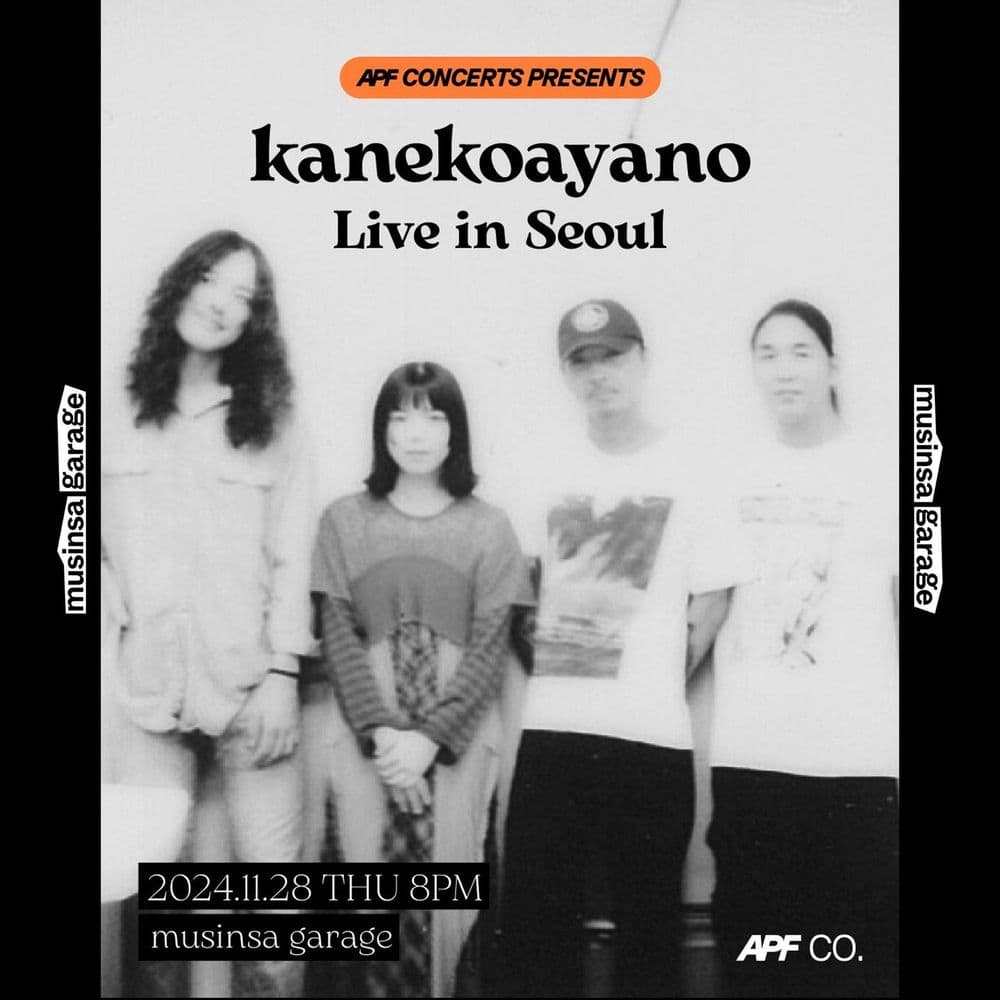 APF CONCERTS PRESENTS
kanekoayano
Live in Seoul
musinsa garage
musinsa garage
2024.11.28 THU 8PM
musinsa garage
APF CO.